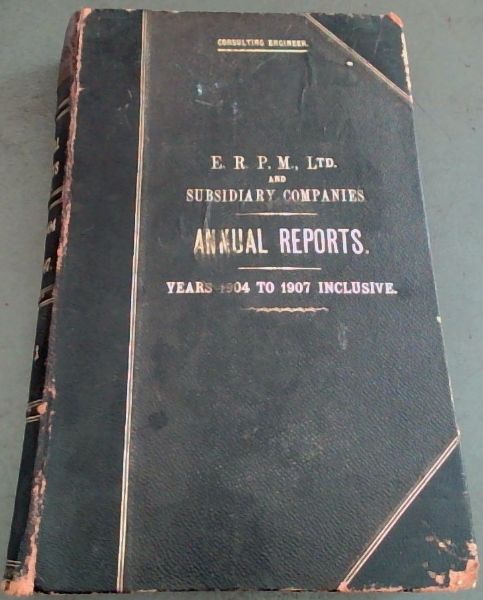 CONSULTING ENGINEER.
E. R. P. M., LTD.
AND
SUBSIDIARY COMPANIES
ANNUAL REPORTS.
YEARS 1904 TO 1907 INCLUSIVE.